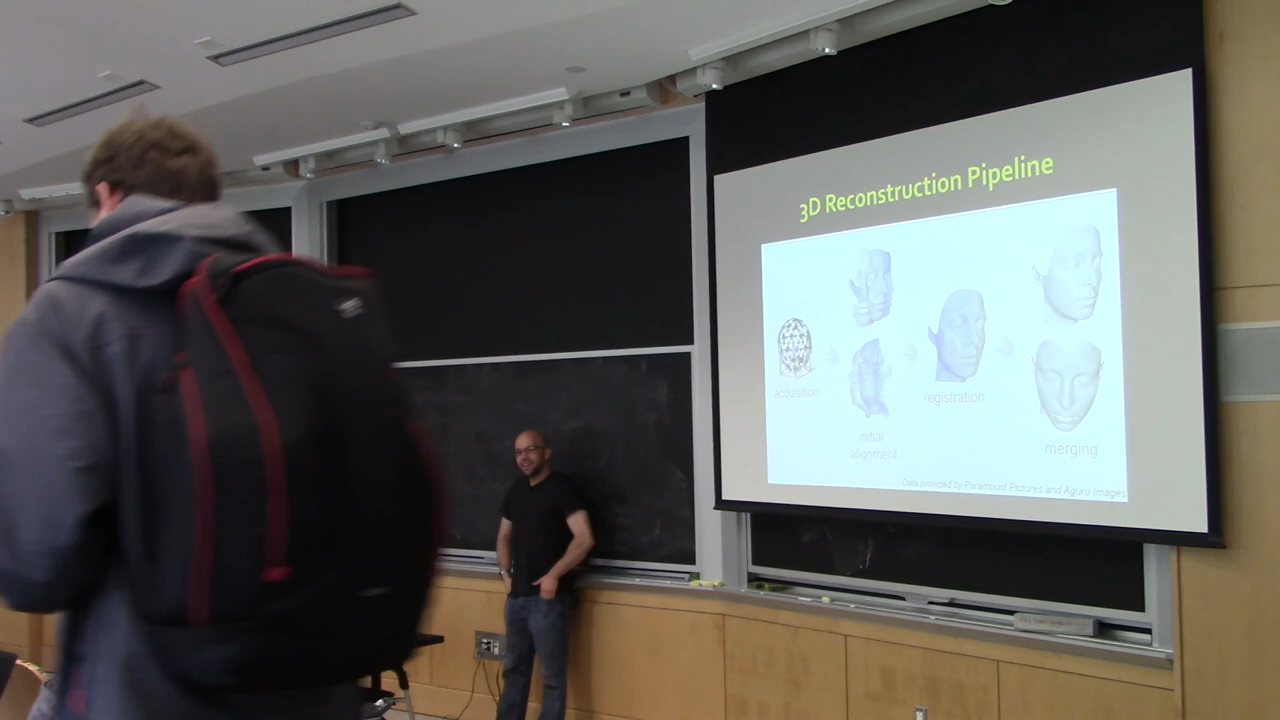 3D Reconstruction Pipeline
acquisition
initial
alignment
registration
merging
Data provided by Paramount Pictures and Aguru Images